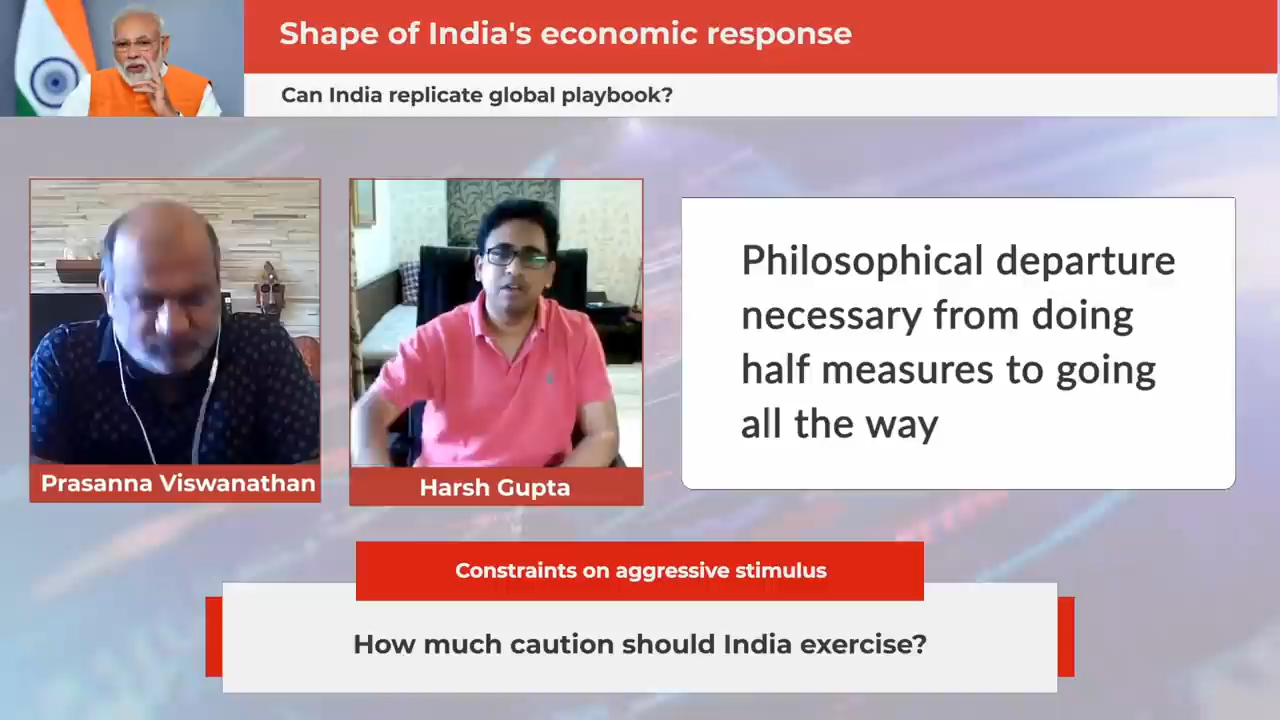 Shape of India's economic response
Can India replicate global playbook?
Prasanna Viswanathan
Harsh Gupta
Philosophical departure
necessary from doing
half measures to going
all the way
Constraints on aggressive stimulus
How much caution should India exercise?